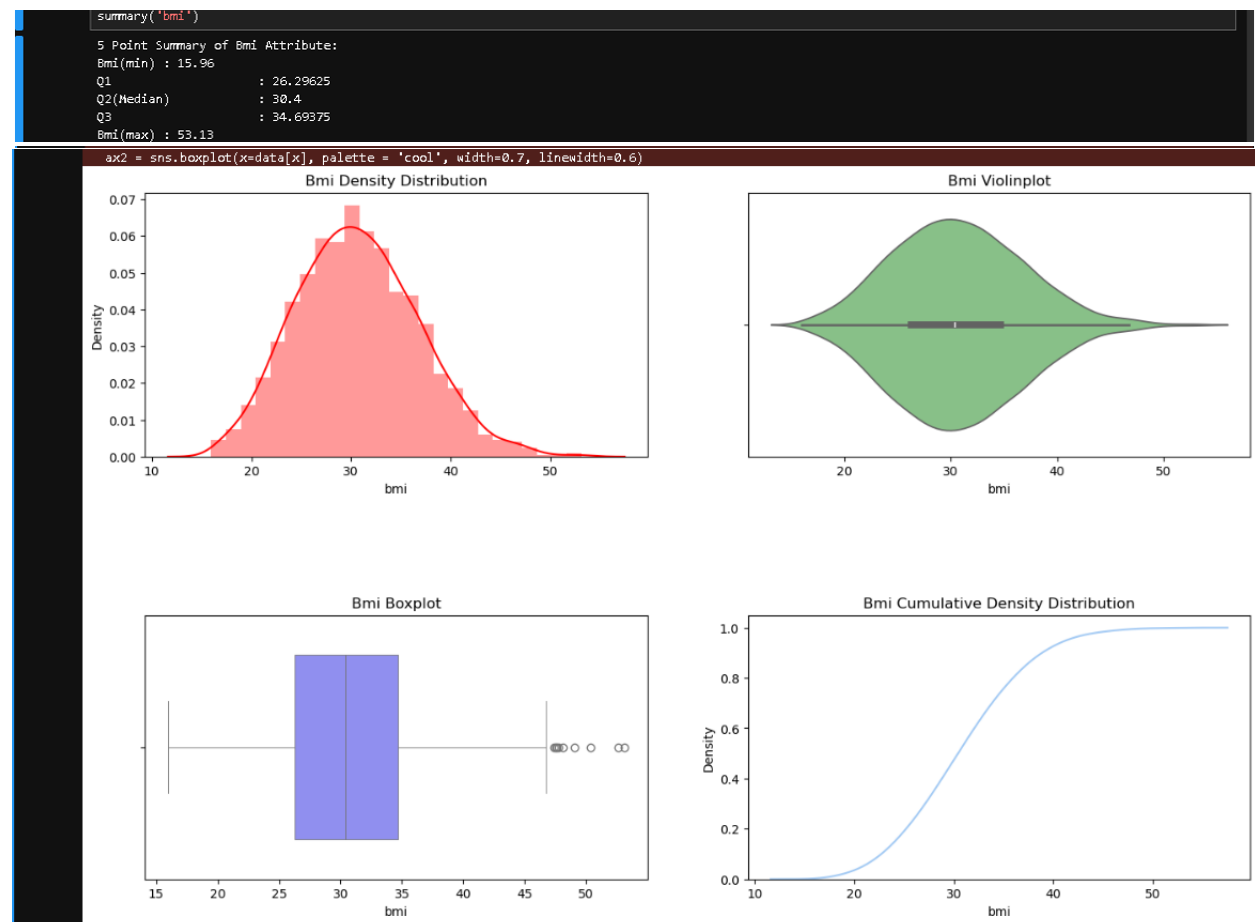 summary('bmi')
5 Point Summary of Bmi Attribute:
Bmi(min) : 15.96
Q1 : 26.29625
Q2(Median) : 30.4
Q3 : 34.69375
Bmi(max) : 53.13
ax2 = sns.boxplot(x=data[x], palette = 'cool', width=0.7, linewidth=0.6)
Bmi Density Distribution
0.07
0.06
0.05
0.04
0.03
0.02
0.01
0.00
Density
10 20 30 40 50
bmi
Bmi Violinplot
20 30 40 50
bmi
Bmi Boxplot
15 20 25 30 35 40 45 50
bmi
Bmi Cumulative Density Distribution
1.0
0.8
0.6
0.4
0.2
0.0
Density
10 20 30 40 50
bmi